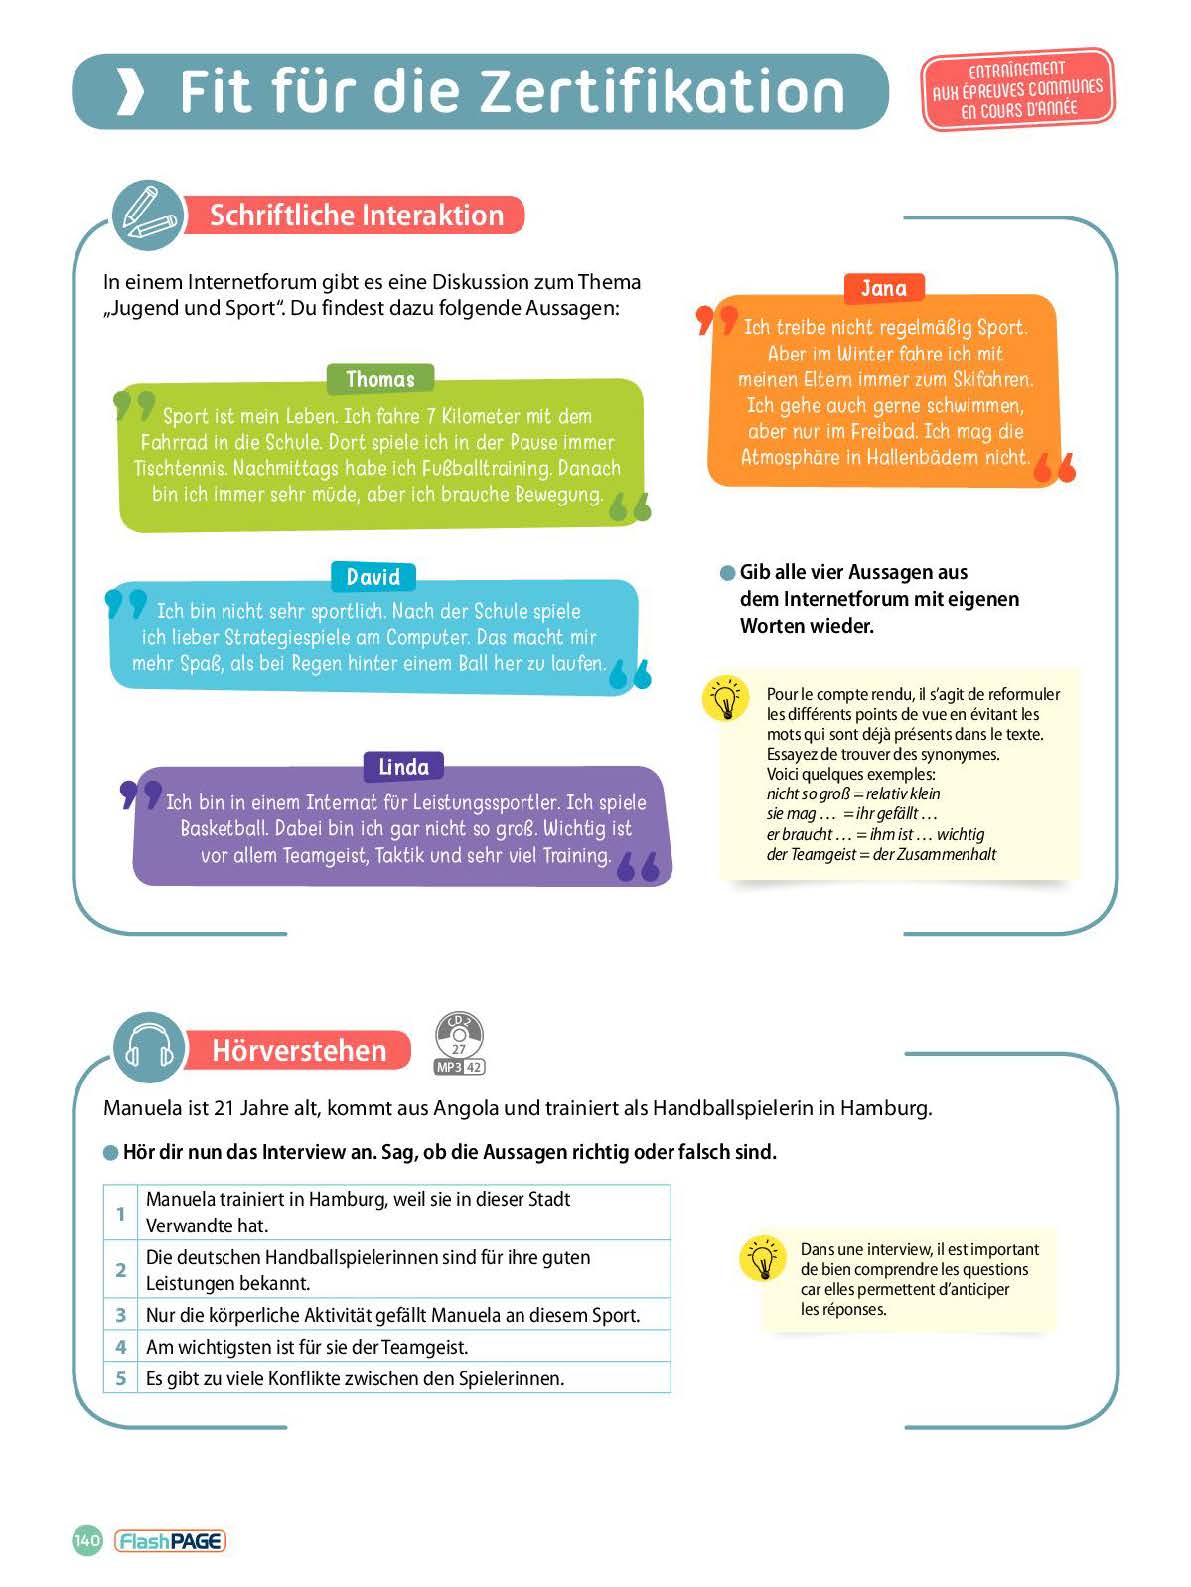 Fit für die Zertifikation
ENTRAÎNEMENT
AUX ÉPREUVES COMMUNES
EN COURS D'ANNÉE
Schriftliche Interaktion
In einem Internetforum gibt es eine Diskussion zum Thema
„Jugend und Sport“. Du findest dazu folgende Aussagen:
Thomas
Sport ist mein Leben. Ich fahre 7 Kilometer mit dem
Fahrrad in die Schule. Dort spiele ich in der Pause immer
Tischtennis. Nachmittags habe ich Fußballtraining. Danach
bin ich immer sehr müde, aber ich brauche Bewegung.
David
Ich bin nicht sehr sportlich. Nach der Schule spiele
ich lieber Strategiespiele am Computer. Das macht mir
mehr Spaß, als bei Regen hinter einem Ball her zu laufen.
Linda
Ich bin in einem Internat für Leistungssportler. Ich spiele
Basketball. Dabei bin ich gar nicht so groß. Wichtig ist
vor allem Teamgeist, Taktik und sehr viel Training.
Jana
Ich treibe nicht regelmäßig Sport.
Aber im Winter fahre ich mit
meinen Eltern immer zum Skifahren.
Ich gehe auch gerne schwimmen,
aber nur im Freibad. Ich mag die
Atmosphäre in Hallenbädern nicht.
Gib alle vier Aussagen aus
dem Internetforum mit eigenen
Worten wieder.
Pour le compte rendu, il s'agit de reformuler
les différents points de vue en évitant les
mots qui sont déjà présents dans le texte.
Essayez de trouver des synonymes.
Voici quelques exemples:
nicht so groß = relativ klein
sie mag … = ihr gefällt …
er braucht … = ihm ist … wichtig
der Teamgeist = der Zusammenhalt
Hörverstehen
CD 2
27
MP3 42
Manuela ist 21 Jahre alt, kommt aus Angola und trainiert als Handballspielerin in Hamburg.
Hör dir nun das Interview an. Sag, ob die Aussagen richtig oder falsch sind.
1 Manuela trainiert in Hamburg, weil sie in dieser Stadt
Verwandte hat.
2 Die deutschen Handballspielerinnen sind für ihre guten
Leistungen bekannt.
3 Nur die körperliche Aktivität gefällt Manuela an diesem Sport.
4 Am wichtigsten ist für sie der Teamgeist.
5 Es gibt zu viele Konflikte zwischen den Spielerinnen.
Dans une interview, il est important
de bien comprendre les questions
car elles permettent d'anticiper
les réponses.
140 FlashPAGE